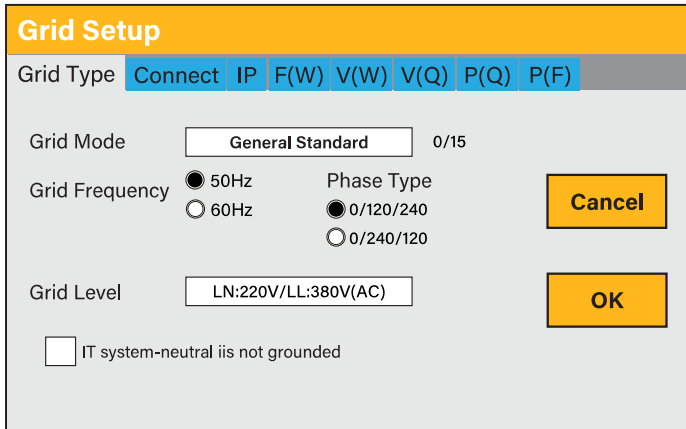 Grid Setup
Grid Type Connect IP F(W) V(W) V(Q) P(Q) P(F)
Grid Mode General Standard 0/15
Grid Frequency 50Hz 60Hz
Phase Type
0/120/240
0/240/120
Cancel
Grid Level LN:220V/LL:380V(AC)
OK
IT system-neutral iis not grounded